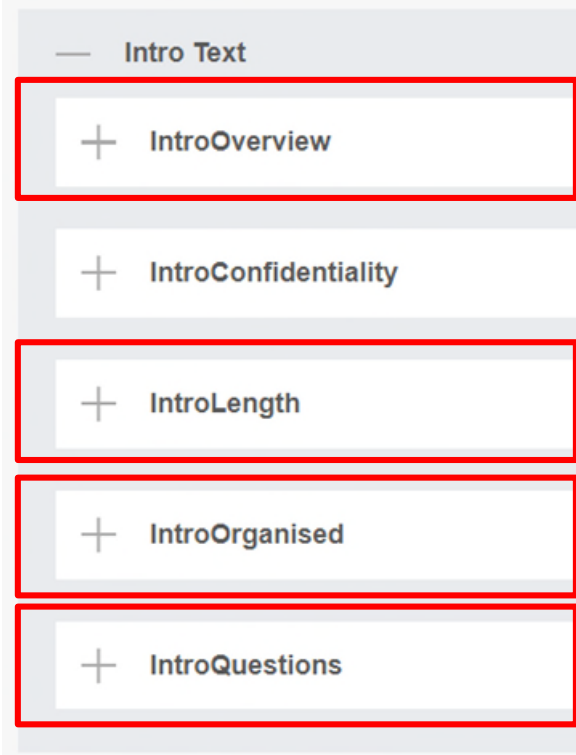 Intro Text
IntroOverview
IntroConfidentiality
IntroLength
IntroOrganised
IntroQuestions